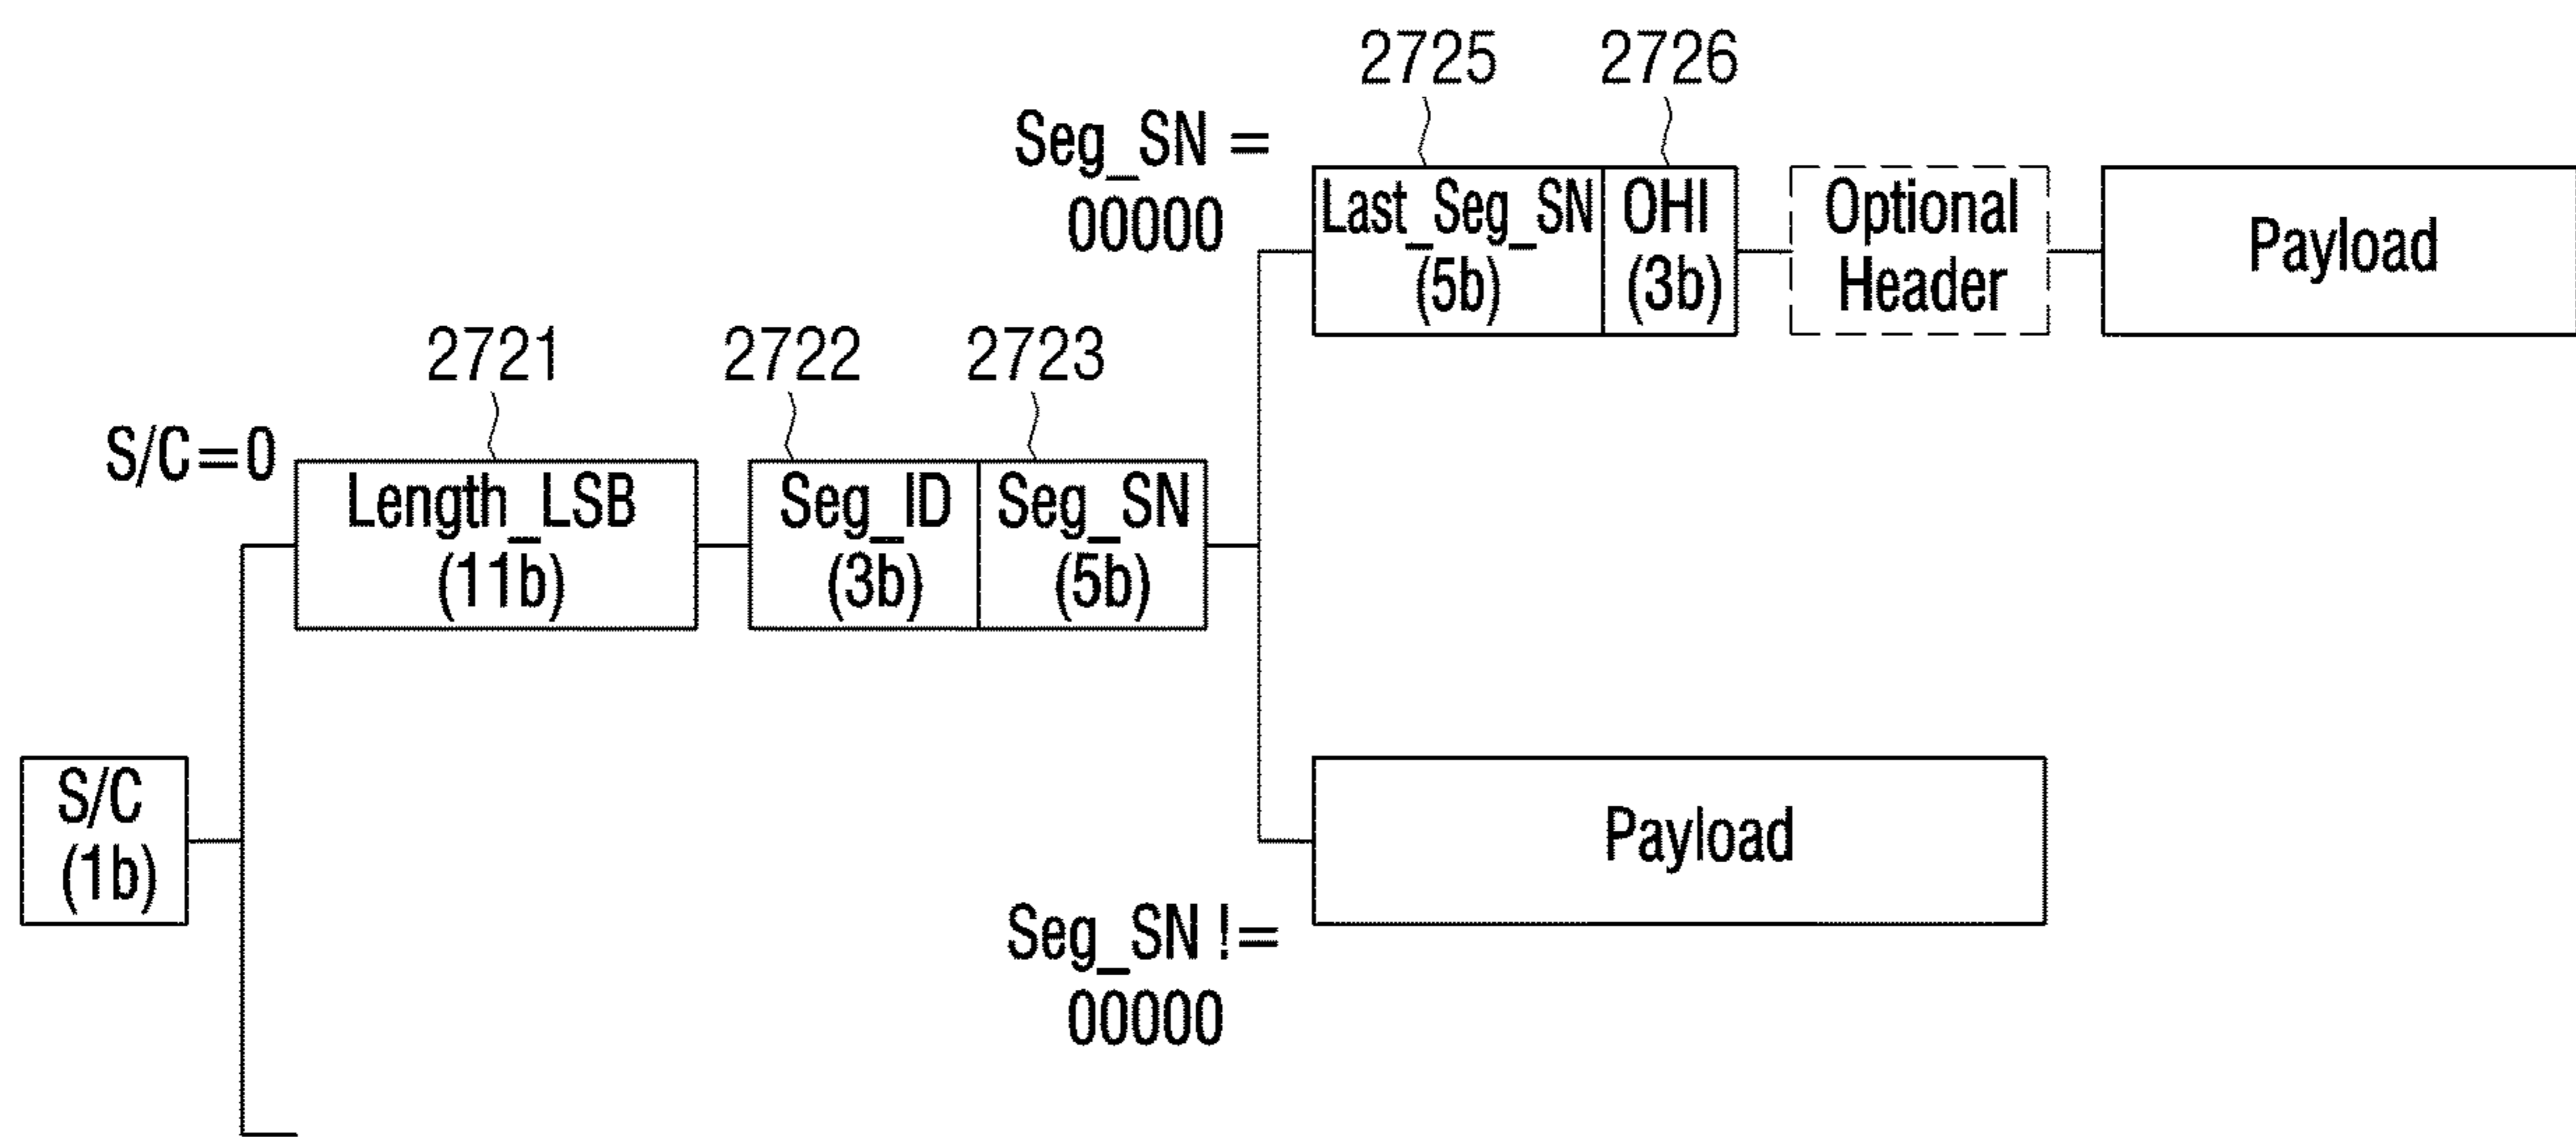 2725 2726
Seg_SN =
00000
Last_Seg_SN
(5b)
OHI
(3b)
Optional
Header
Payload
2721 2722 2723
S/C=0
Length_LSB
(11b)
Seg_ID
(3b)
Seg_SN
(5b)
S/C
(1b)
Payload
Seg_SN !=
00000